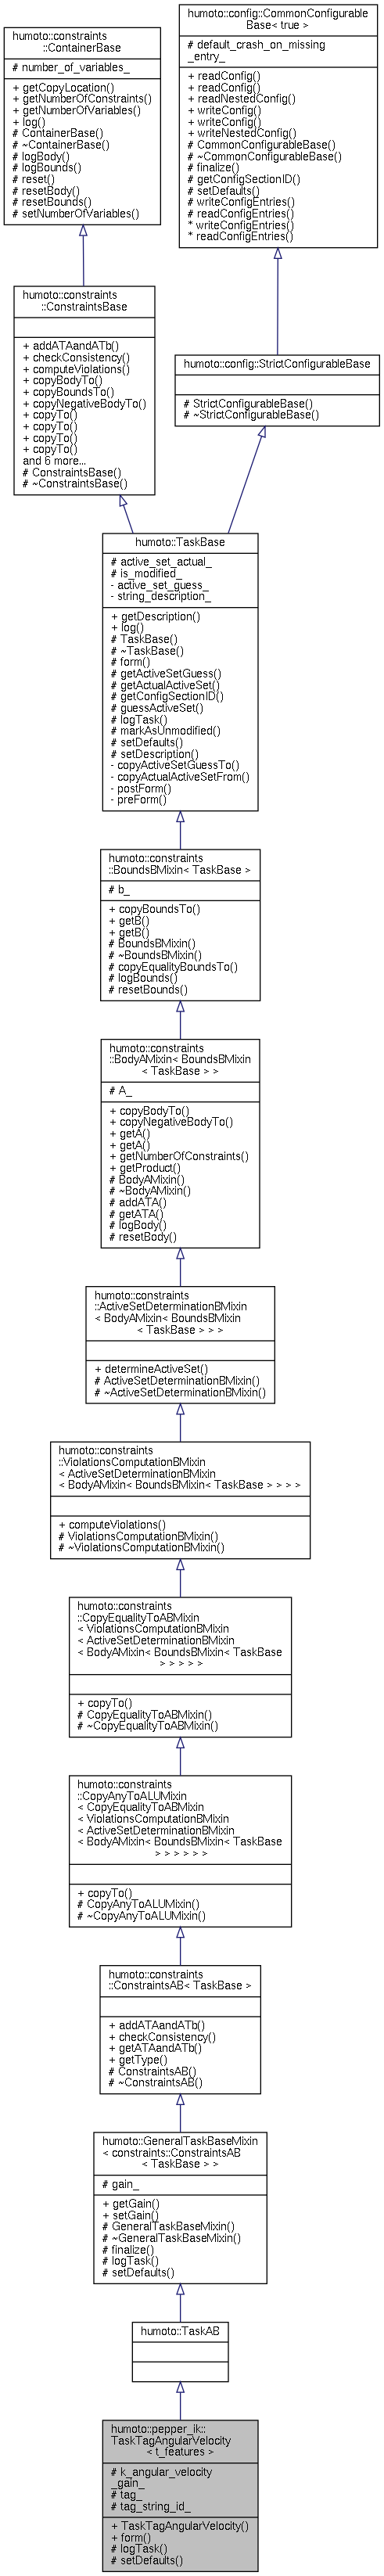 humoto::constraints
::ContainerBase
# number_of_variables_
+ getCopyLocation()
+ getNumberOfConstraints()
+ getNumberOfVariables()
+ log()
# ContainerBase()
# ~ContainerBase()
# logBody()
# logBounds()
# reset()
# resetBody()
# resetBounds()
# setNumberOfVariables()
humoto::config::CommonConfigurable
Base< true >
# default_crash_on_missing
_entry_
+ readConfig()
+ readConfig()
+ readNestedConfig()
+ writeConfig()
+ writeConfig()
+ writeNestedConfig()
# CommonConfigurableBase()
# ~CommonConfigurableBase()
# finalize()
# getConfigSectionID()
# setDefaults()
# writeConfigEntries()
# readConfigEntries()
* writeConfigEntries()
* readConfigEntries()
humoto::constraints
::ConstraintsBase
+ addATAandATb()
+ checkConsistency()
+ computeViolations()
+ copyBodyTo()
+ copyBoundsTo()
+ copyNegativeBodyTo()
+ copyTo()
+ copyTo()
+ copyTo()
+ copyTo()
and 6 more...
# ConstraintsBase()
# ~ConstraintsBase()
humoto::config::StrictConfigurableBase
# StrictConfigurableBase()
# ~StrictConfigurableBase()
humoto::TaskBase
# active_set_actual_
# is_modified_
- active_set_guess_
- string_description_
+ getDescription()
+ log()
# TaskBase()
# ~TaskBase()
# form()
# getActiveSetGuess()
# getActualActiveSet()
# getConfigSectionID()
# guessActiveSet()
# logTask()
# markAsUnmodified()
# setDefaults()
# setDescription()
- copyActiveSetGuessTo()
- copyActualActiveSetFrom()
- postForm()
- preForm()
humoto::constraints
::BoundsBMixin< TaskBase >
# b_
+ copyBoundsTo()
+ getB()
+ getB()
# BoundsBMixin()
# ~BoundsBMixin()
# copyEqualityBoundsTo()
# logBounds()
# resetBounds()
humoto::constraints
::BodyAMixin< BoundsBMixin
< TaskBase > >
# A_
+ copyBodyTo()
+ copyNegativeBodyTo()
+ getA()
+ getA()
+ getNumberOfConstraints()
+ getProduct()
# BodyAMixin()
# ~BodyAMixin()
# addATA()
# getATA()
# logBody()
# resetBody()
humoto::constraints
::ActiveSetDeterminationBMixin
< BodyAMixin< BoundsBMixin
< TaskBase > > >
+ determineActiveSet()
# ActiveSetDeterminationBMixin()
# ~ActiveSetDeterminationBMixin()
humoto::constraints
::ViolationsComputationBMixin
< ActiveSetDeterminationBMixin
< BodyAMixin< BoundsBMixin< TaskBase > > > >
+ computeViolations()
# ViolationsComputationBMixin()
# ~ViolationsComputationBMixin()
humoto::constraints
::CopyEqualityToABMixin
< ViolationsComputationBMixin
< ActiveSetDeterminationBMixin
< BodyAMixin< BoundsBMixin< TaskBase
> > > > >
+ copyTo()
# CopyEqualityToABMixin()
# ~CopyEqualityToABMixin()
humoto::constraints
::CopyAnyToALUMixin
< CopyEqualityToABMixin
< ViolationsComputationBMixin
< ActiveSetDeterminationBMixin
< BodyAMixin< BoundsBMixin< TaskBase
> > > > > >
+ copyTo()
# CopyAnyToALUMixin()
# ~CopyAnyToALUMixin()
humoto::constraints
::ConstraintsAB< TaskBase >
+ addATAandATb()
+ checkConsistency()
+ getATAandATb()
+ getType()
# ConstraintsAB()
# ~ConstraintsAB()
humoto::GeneralTaskBaseMixin
< constraints::ConstraintsAB
< TaskBase > >
# gain_
+ getGain()
+ setGain()
# GeneralTaskBaseMixin()
# ~GeneralTaskBaseMixin()
# finalize()
# logTask()
# setDefaults()
humoto::TaskAB
humoto::pepper_ik::
TaskTagAngularVelocity
< t_features >
# k_angular_velocity
_gain_
# tag_
# tag_string_id_
+ TaskTagAngularVelocity()
+ form()
# logTask()
# setDefaults()